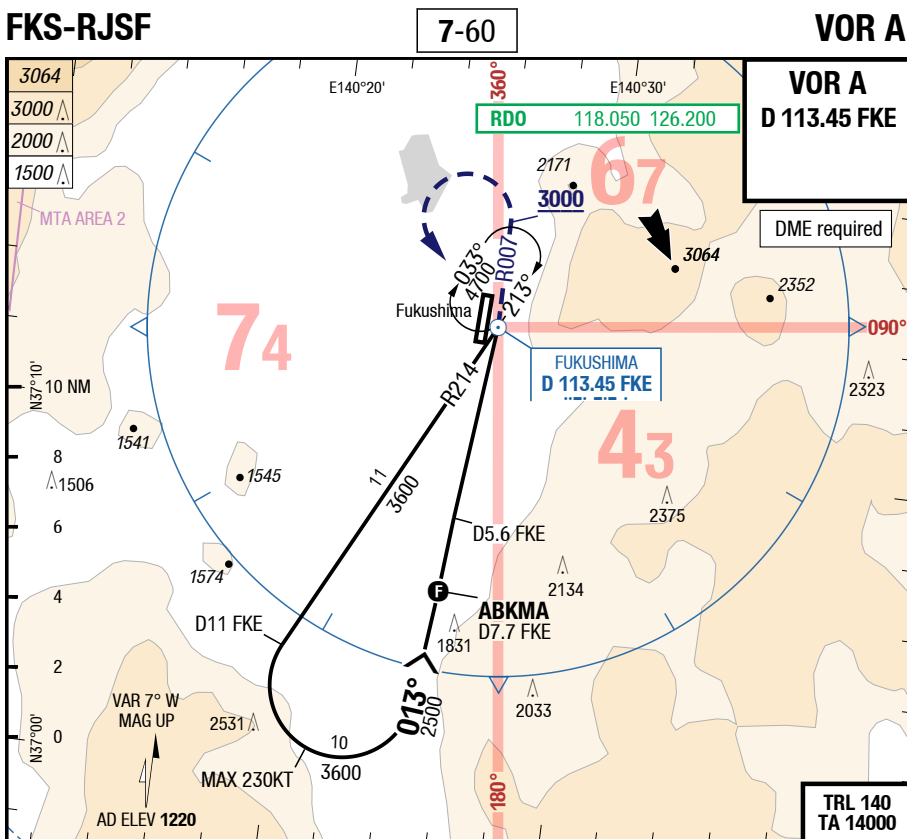 FKS-RJSF
7-60
VOR A
3064
3000
2000
1500
MTA AREA 2
E140°20'
360°
E140°30'
RDO 118.050 126.200
VOR A
D 113.45 FKE
DME required
2171
67
3000
3064
2352
033°
4700
R007
213°
Fukushima
74
090°
FUKUSHIMA
D 113.45 FKE
N37°10'
10 NM
R214
2323
43
1541
8
1506
1545
11
3600
2375
6
D5.6 FKE
1574
2134
4
F
ABKMA
D7.7 FKE
D11 FKE
1831
2
013°
2500
2033
VAR 7° W
MAG UP
2531
N37°00'
0
10
3600
MAX 230KT
180°
AD ELEV 1220
TRL 140
TA 14000